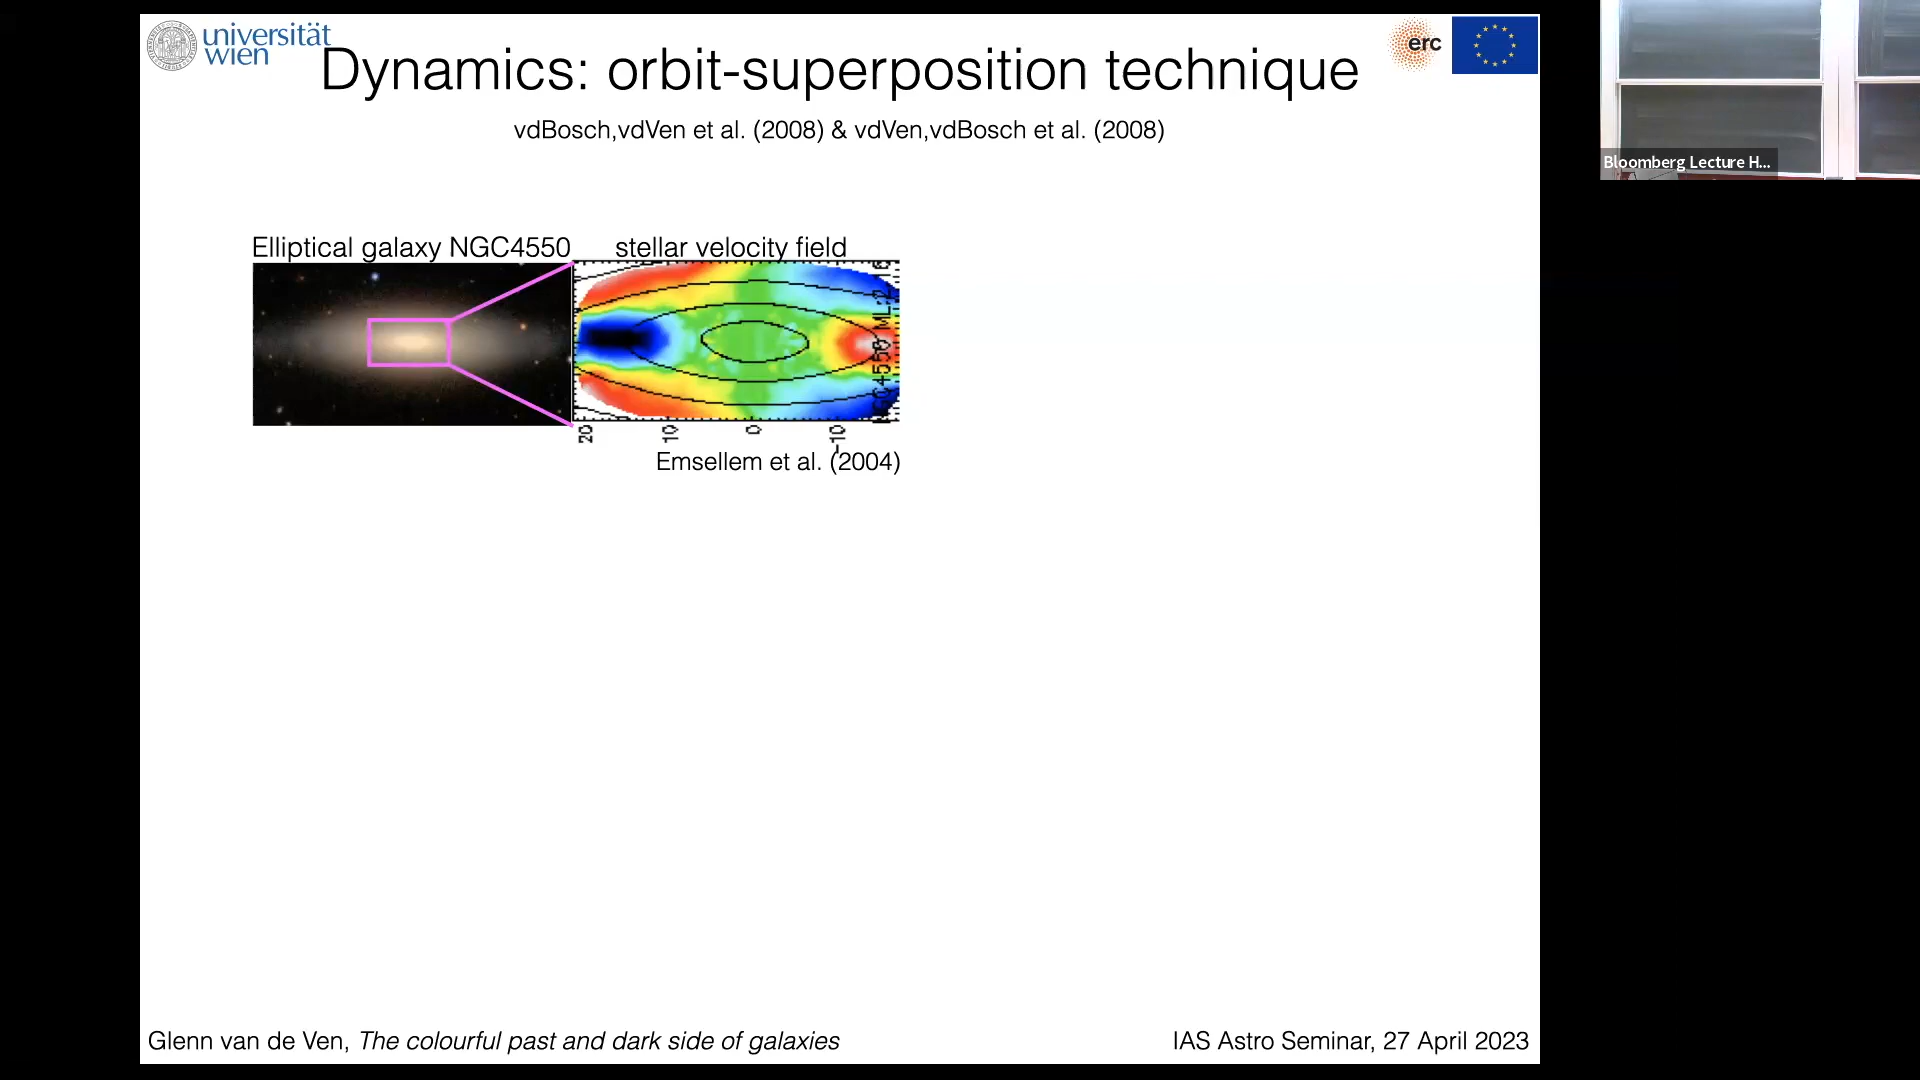 universität
wien
erc
Dynamics: orbit-superposition technique
vdBosch,vdVen et al. (2008) & vdVen,vdBosch et al. (2008)
Bloomberg Lecture H...
Elliptical galaxy NGC4550
stellar velocity field
20 10 0 -10
Emsellem et al. (2004)
Glenn van de Ven, The colourful past and dark side of galaxies
IAS Astro Seminar, 27 April 2023